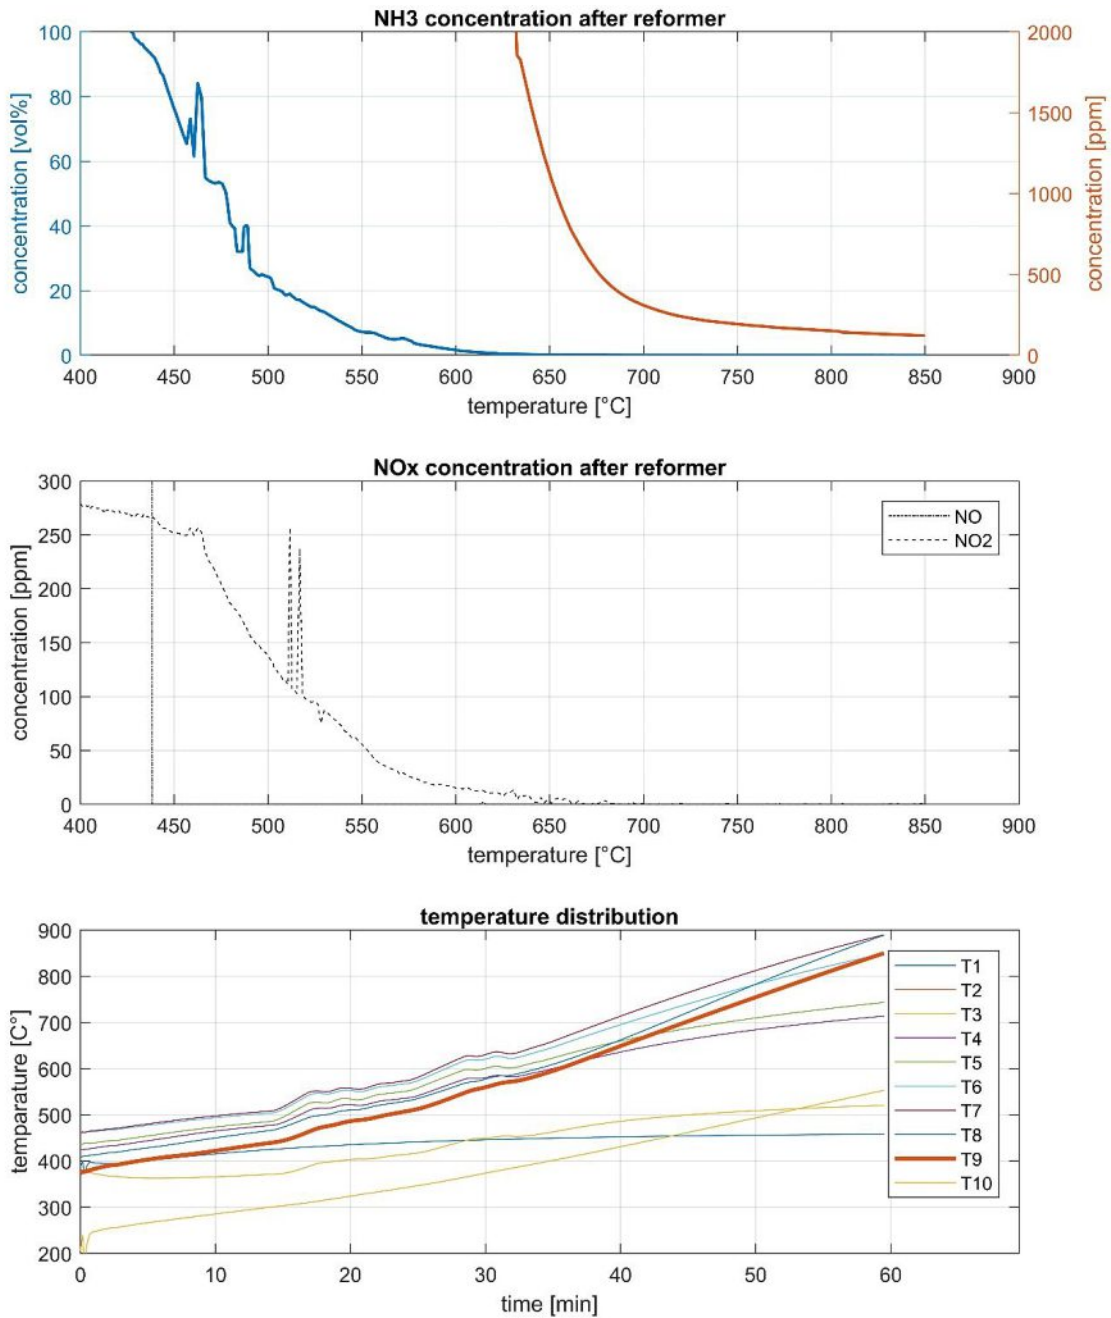 NH3 concentration after reformer
100
80
60
40
20
0
concentration [vol%]
2000
1500
1000
500
0
concentration [ppm]
400 450 500 550 600 650 700 750 800 850 900
temperature [°C]
NOx concentration after reformer
300
250
200
150
100
50
0
concentration [ppm]
NO
NO2
400 450 500 550 600 650 700 750 800 850 900
temperature [°C]
temperature distribution
900
800
700
600
500
400
300
200
temparature [C°]
T1
T2
T3
T4
T5
T6
T7
T8
T9
T10
0 10 20 30 40 50 60
time [min]